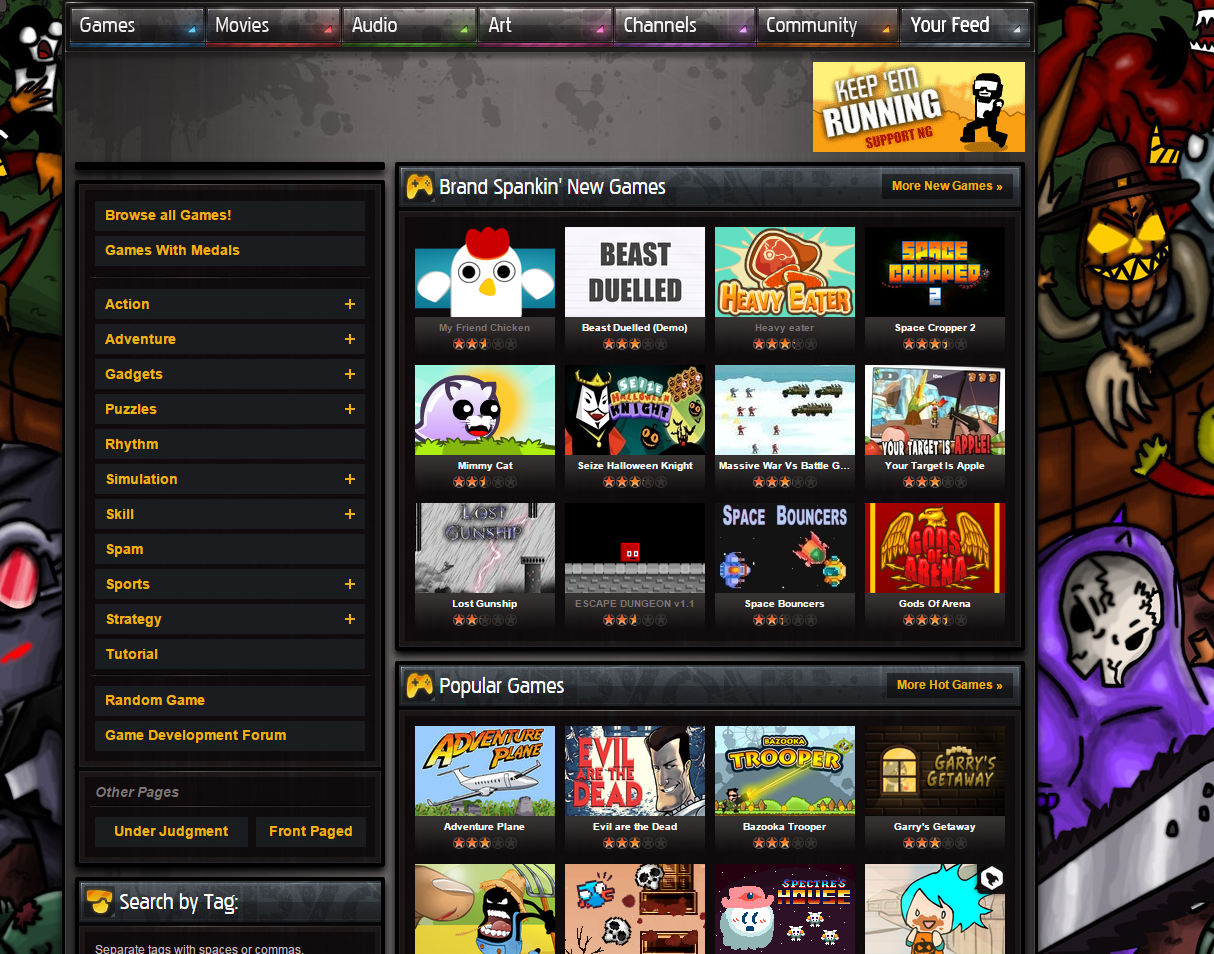 Games Movies Audio Art Channels Community Your Feed
KEEP 'EM
RUNNING
SUPPORT NG
Browse all Games!
Games With Medals
Action +
Adventure +
Gadgets +
Puzzles +
Rhythm
Simulation +
Skill +
Spam
Sports +
Strategy +
Tutorial
Random Game
Game Development Forum
Other Pages
Under Judgment Front Paged
Search by Tag:
Separate tags with spaces or commas.
Brand Spankin' New Games More New Games »
BEAST
DUELLED
HEAVY EATER
SPACE
CROPPER
2
My Friend Chicken Beast Duelled (Demo) Heavy eater Space Cropper 2
SEIZE
HALLOWEEN
KNIGHT
YOUR TARGET IS APPLE!
Mimmy Cat Seize Halloween Knight Massive War Vs Battle G... Your Target Is Apple
LOST
GUNSHIP
SPACE BOUNCERS
GODS
OF
ARENA
Lost Gunship ESCAPE DUNGEON v1.1 Space Bouncers Gods Of Arena
Popular Games More Hot Games »
ADVENTURE
PLANE
EVIL
ARE THE
DEAD
BAZOOKA
TROOPER
GARRY'S
GETAWAY
Adventure Plane Evil are the Dead Bazooka Trooper Garry's Getaway
SPECTRE'S
HOUSE